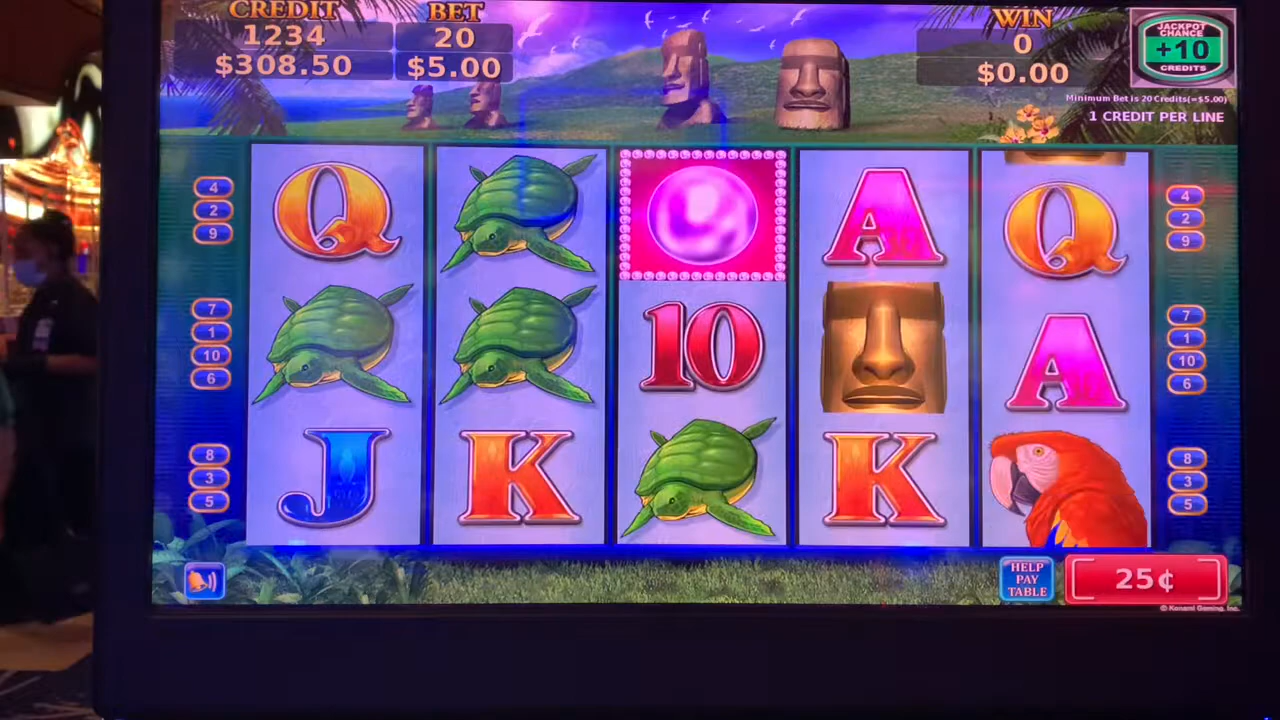 CREDIT
1234
$308.50
BET
20
$5.00
WIN
0
$0.00
JACKPOT
CHANCE
+10
CREDITS
Minimum Bet is 20 Credits(=$5.00)
1 CREDIT PER LINE
4
2
9
7
1
10
6
8
3
5
Q
A
Q
10
A
J
K
K
4
2
9
7
1
10
6
8
3
5
HELP
PAY
TABLE
25¢
© Konami Gaming, Inc.